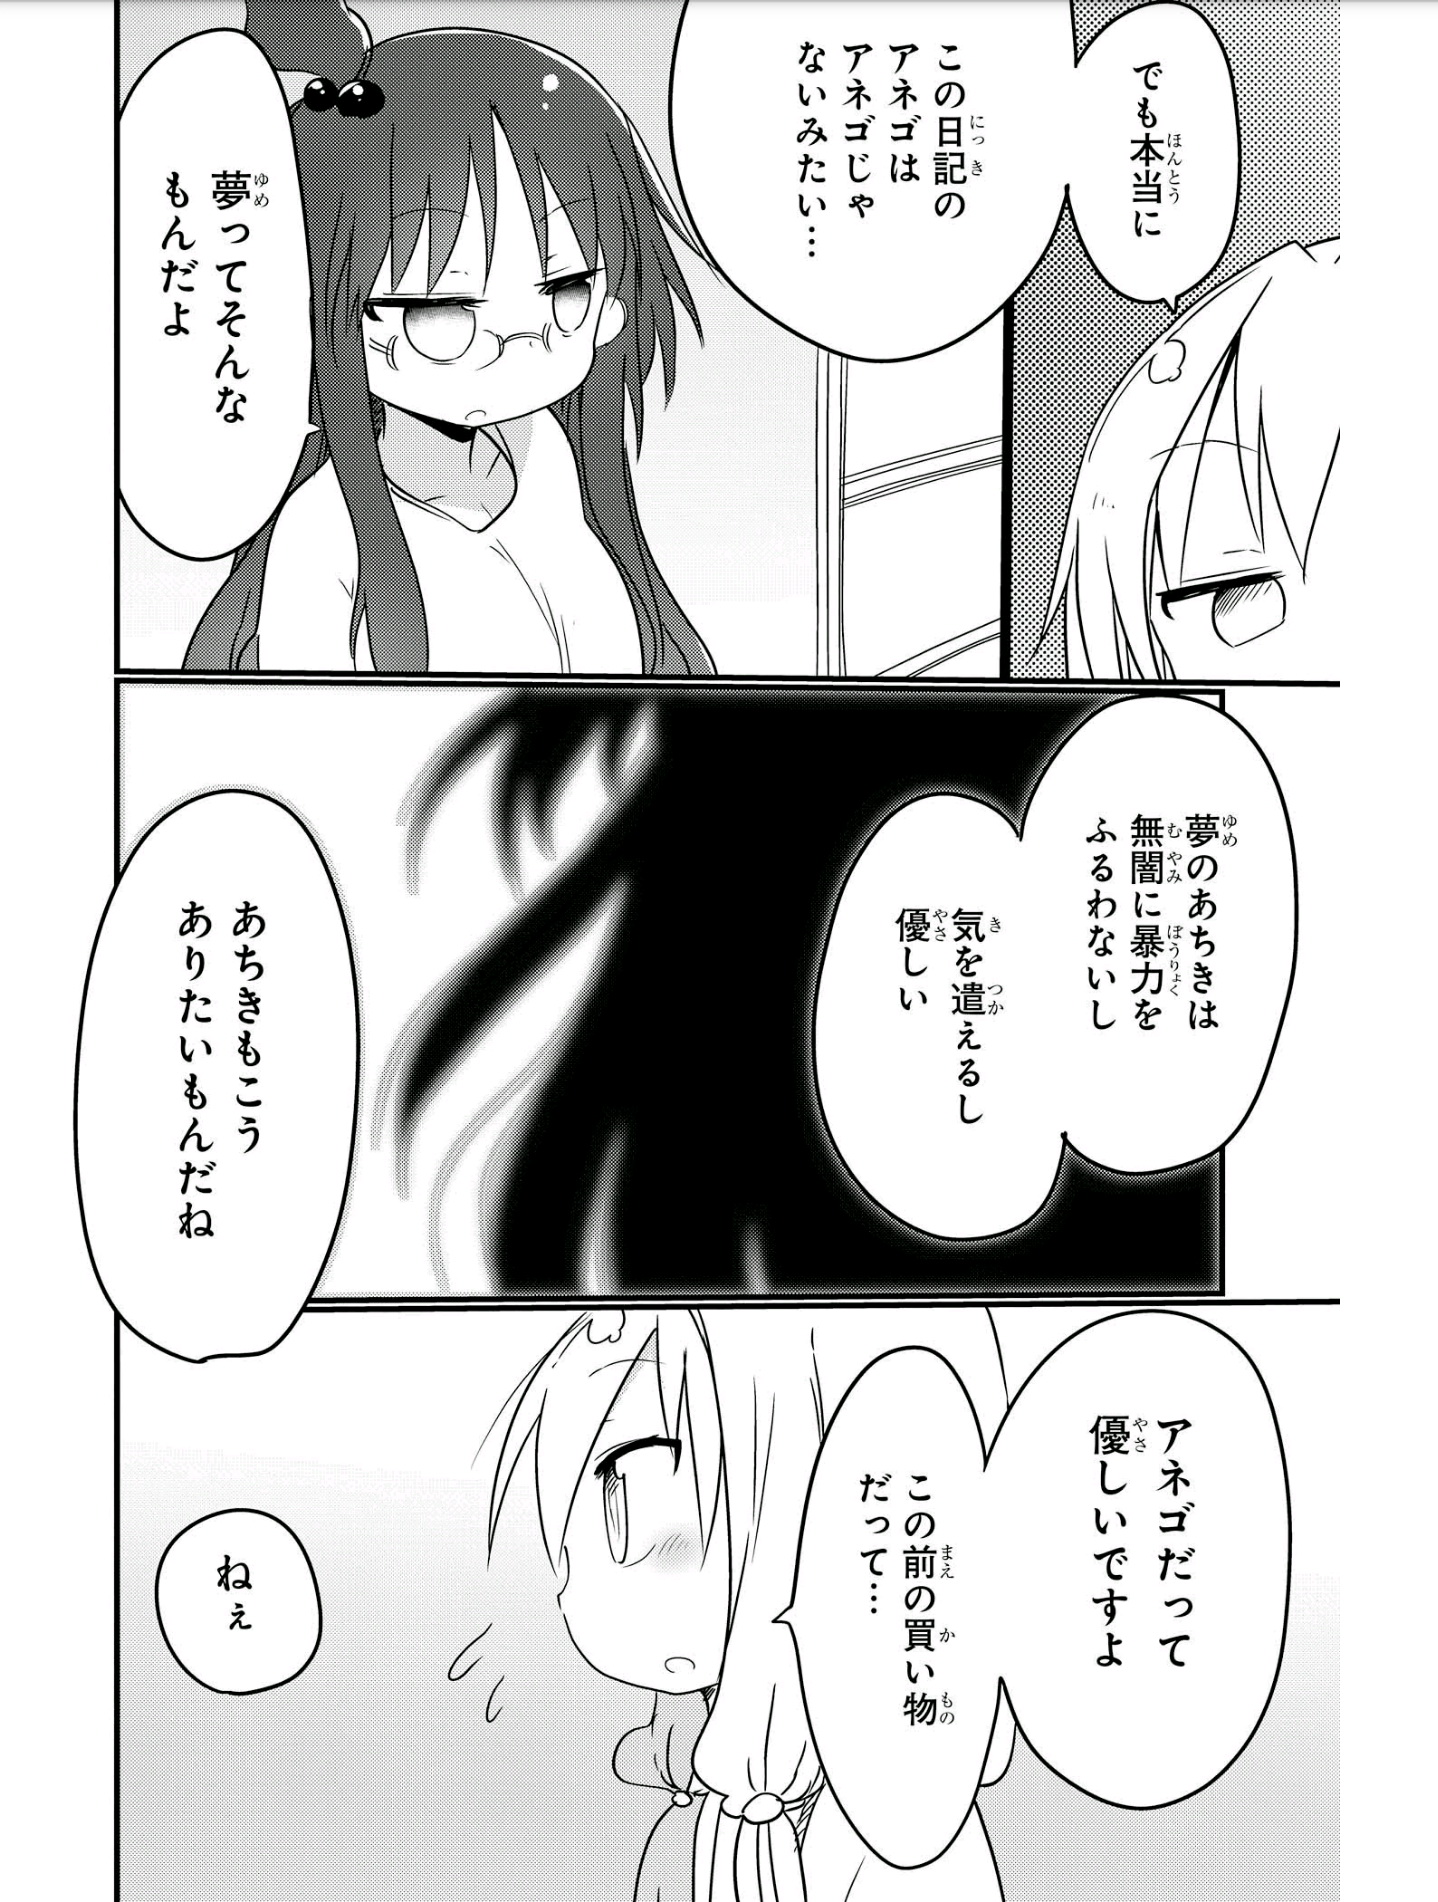 でも本当に
この日記の
アネゴは
アネゴじゃ
ないみたい…
夢ってそんな
もんだよ
夢のあちきは
無闇に暴力を
ふるわないし
気を遣えるし
優しい
あちきもこう
ありたいもんだね
アネゴだって
優しいですよ
この前の買い物
だって…
ねぇ